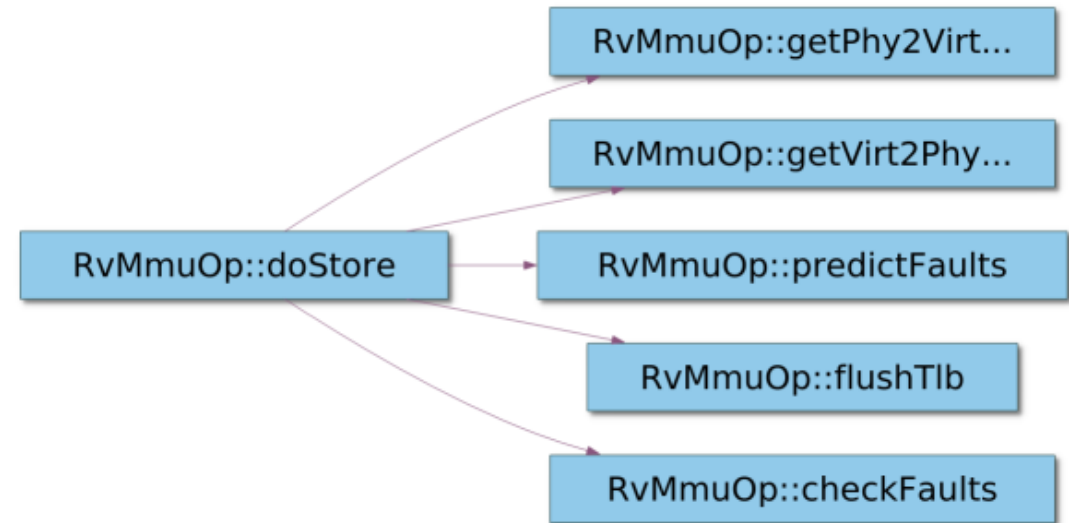 RvMmuOp::getPhy2Virt...
RvMmuOp::getVirt2Phy...
RvMmuOp::doStore
RvMmuOp::predictFaults
RvMmuOp::flushTlb
RvMmuOp::checkFaults